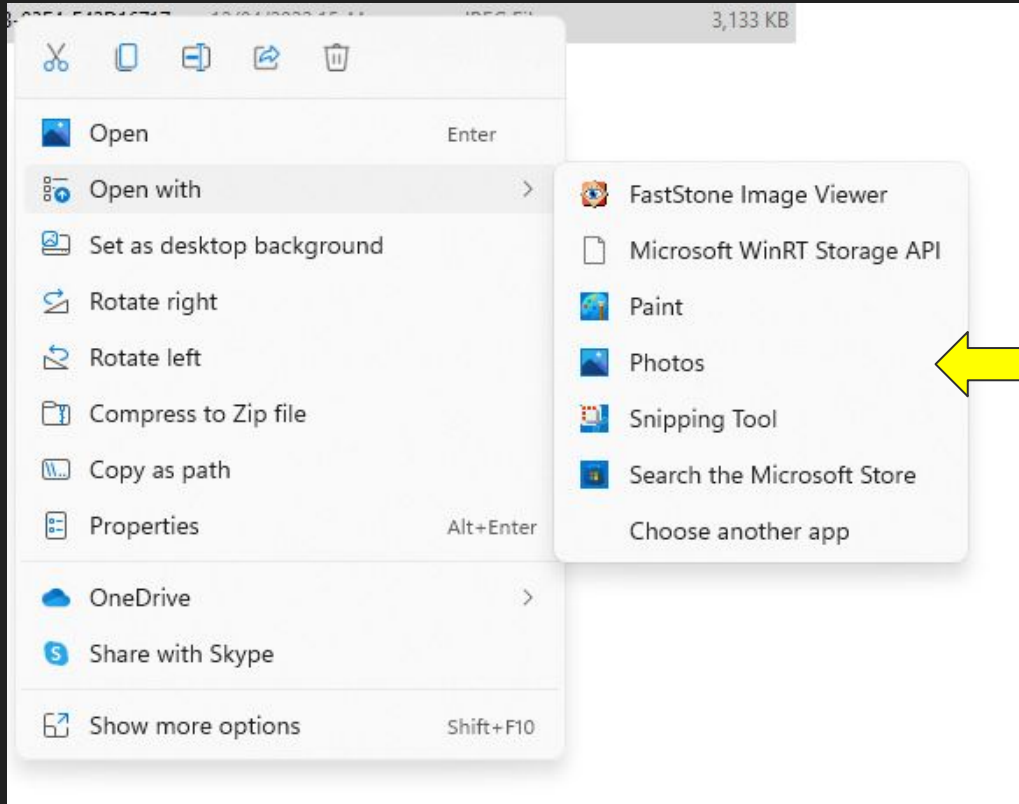 3,133 KB
Open Enter
Open with
Set as desktop background
Rotate right
Rotate left
Compress to Zip file
Copy as path
Properties Alt+Enter
OneDrive
Share with Skype
Show more options Shift+F10
FastStone Image Viewer
Microsoft WinRT Storage API
Paint
Photos
Snipping Tool
Search the Microsoft Store
Choose another app